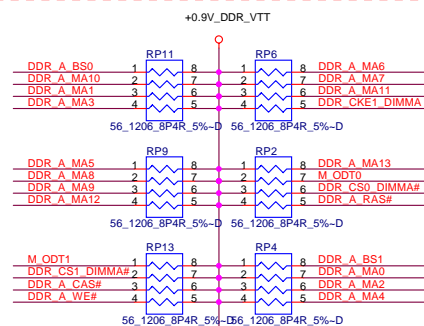 +0.9V_DDR_VTT
RP11 RP6
DDR_A_BS0 1 8 1 8 DDR_A_MA6
DDR_A_MA10 2 7 2 7 DDR_A_MA7
DDR_A_MA1 3 6 3 6 DDR_A_MA11
DDR_A_MA3 4 5 4 5 DDR_CKE1_DIMMA
56_1206_8P4R_5%~D 56_1206_8P4R_5%~D
RP9 RP2
DDR_A_MA5 1 8 1 8 DDR_A_MA13
DDR_A_MA8 2 7 2 7 M_ODT0
DDR_A_MA9 3 6 3 6 DDR_CS0_DIMMA#
DDR_A_MA12 4 5 4 5 DDR_A_RAS#
56_1206_8P4R_5%~D 56_1206_8P4R_5%~D
RP13 RP4
M_ODT1 1 8 1 8 DDR_A_BS1
DDR_CS1_DIMMA# 2 7 2 7 DDR_A_MA0
DDR_A_CAS# 3 6 3 6 DDR_A_MA2
DDR_A_WE# 4 5 4 5 DDR_A_MA4
56_1206_8P4R_5%~D 56_1206_8P4R_5%~D